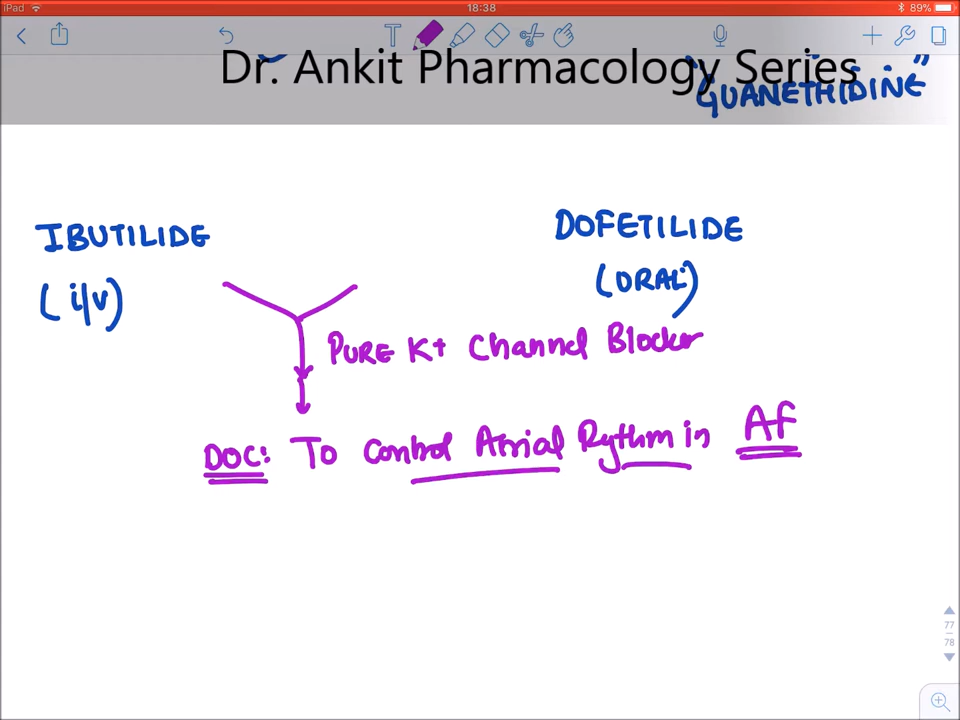 iPad 18:38 89%
T
Dr. Ankit Pharmacology Series
"GUANETHIDINE"
IBUTILIDE DOFETILIDE
(i/v) (ORAL)
PURE K+ Channel Blocker
DOC: To Control Atrial Rythm in AF
77
78